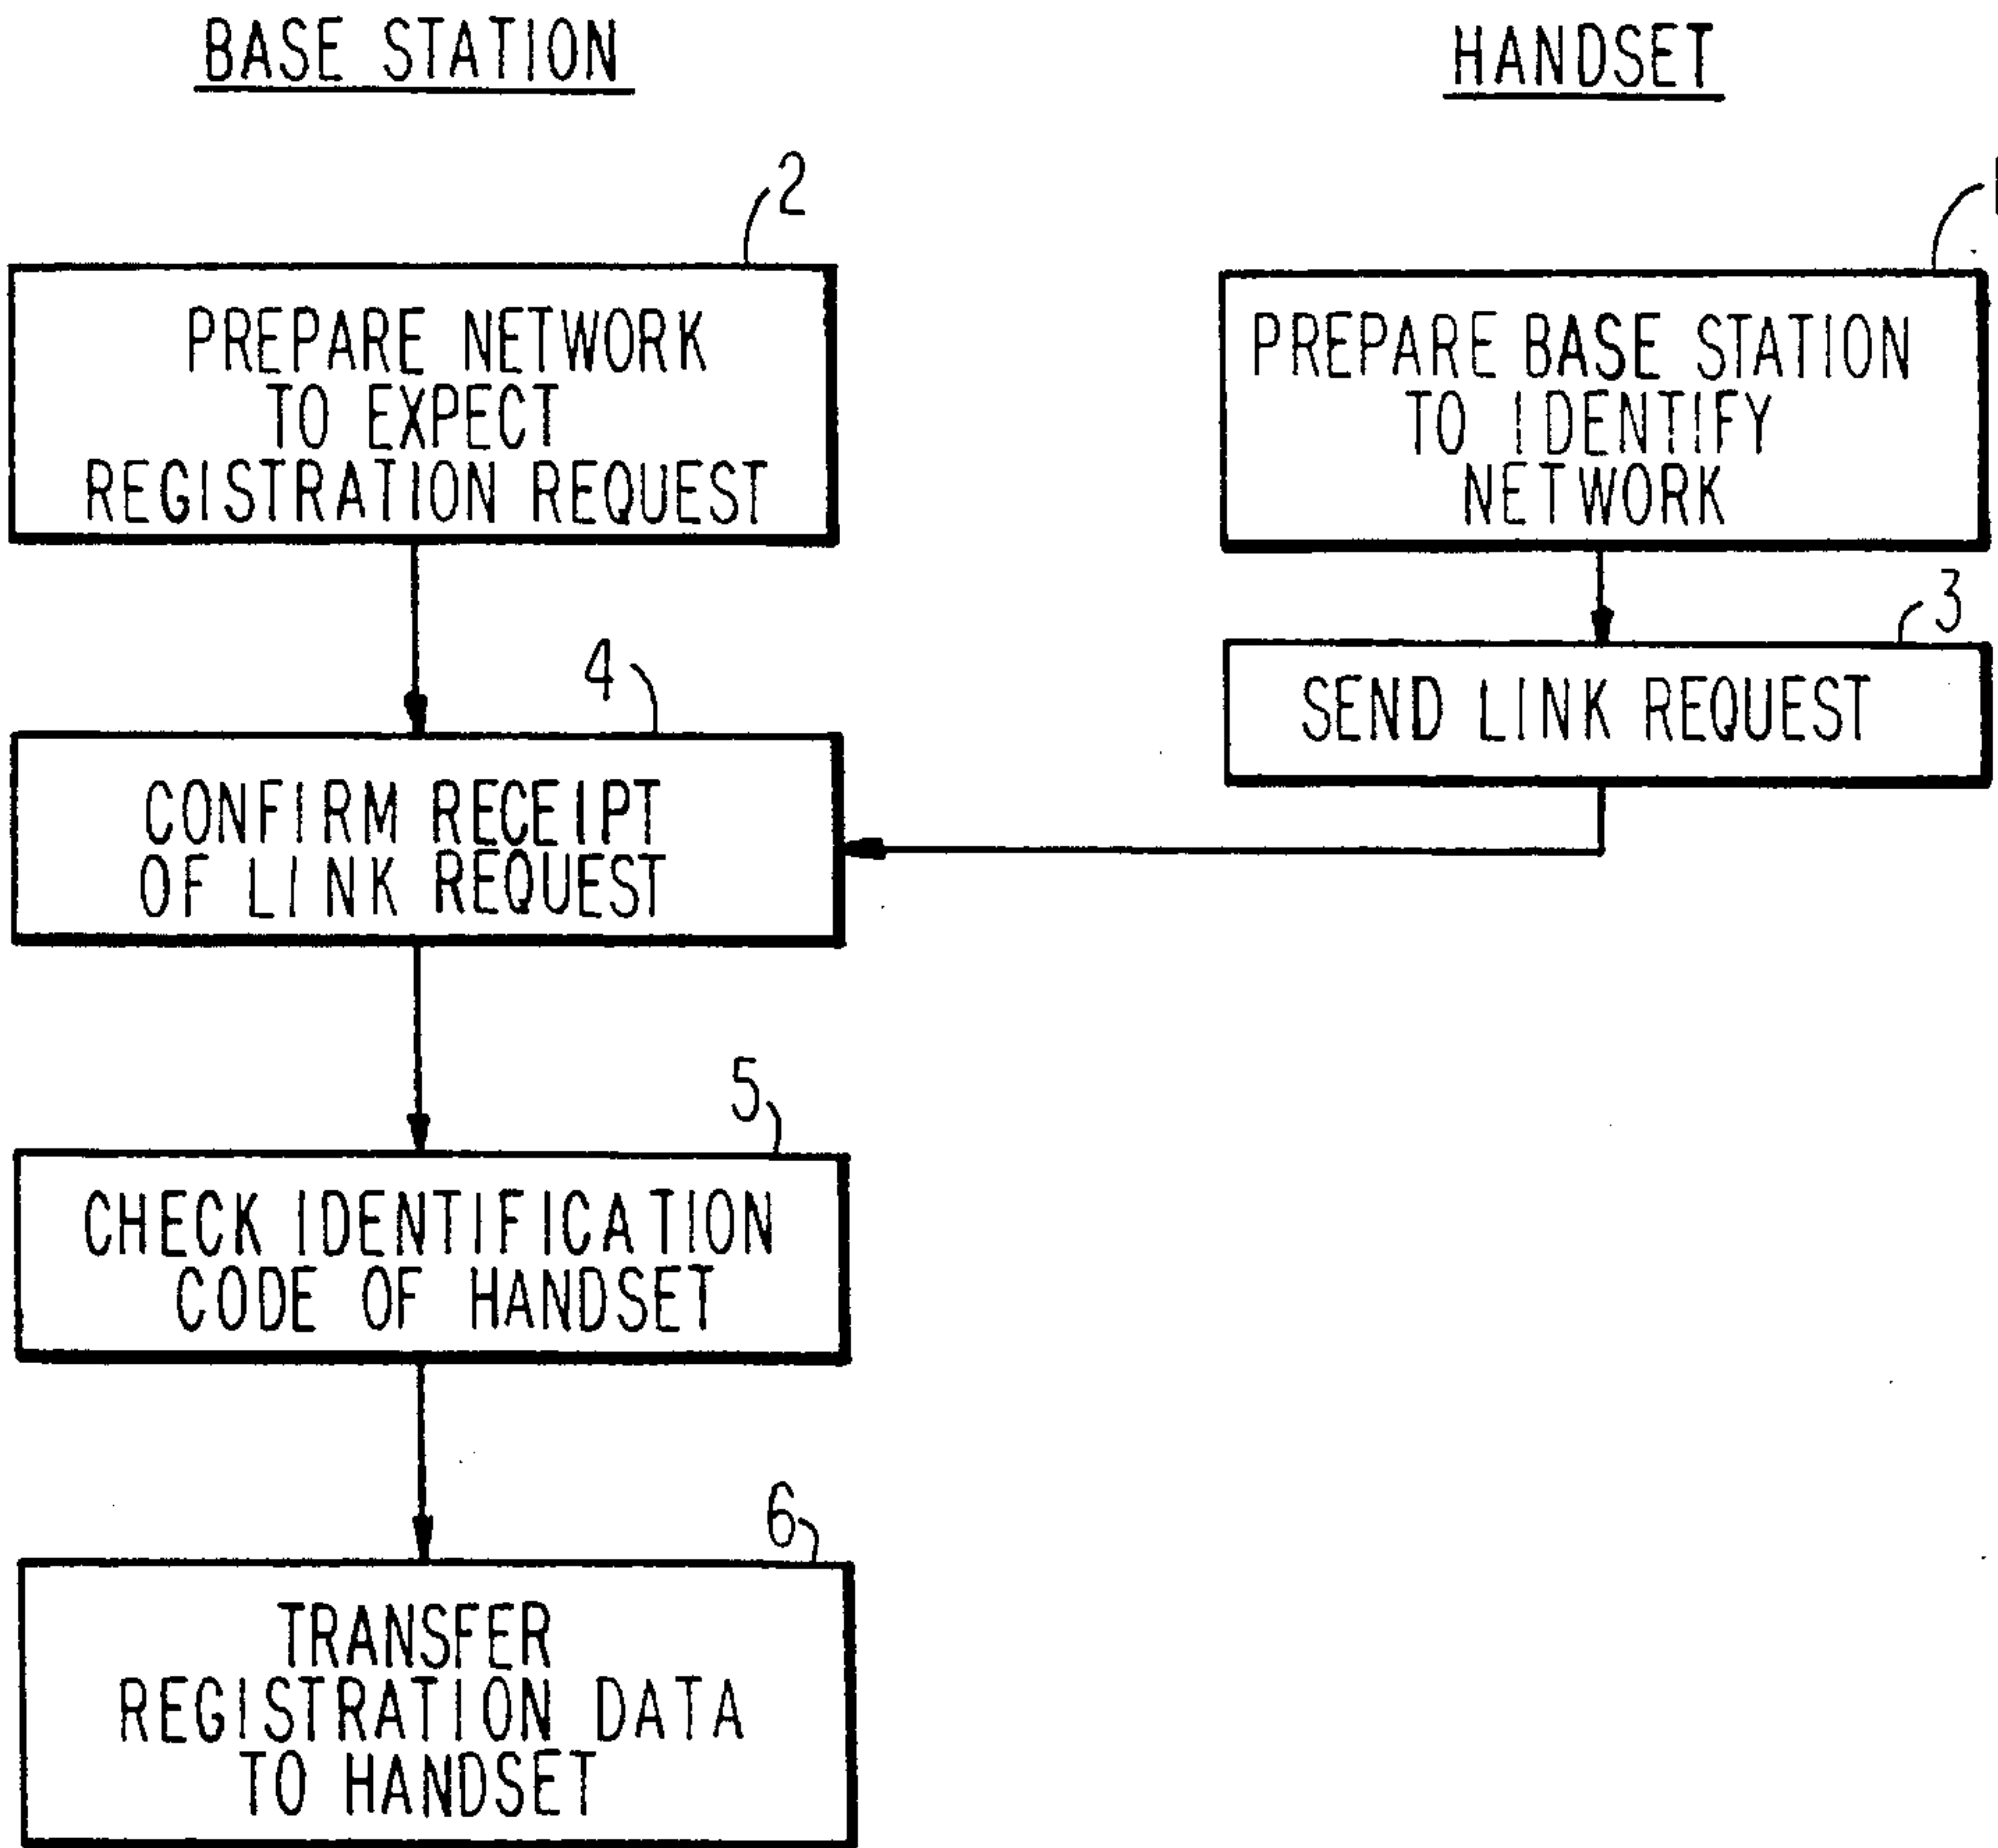 BASE STATION
HANDSET
2
PREPARE NETWORK
TO EXPECT
REGISTRATION REQUEST
PREPARE BASE STATION
TO IDENTIFY
NETWORK
3
SEND LINK REQUEST
4
CONFIRM RECEIPT
OF LINK REQUEST
5
CHECK IDENTIFICATION
CODE OF HANDSET
6
TRANSFER
REGISTRATION DATA
TO HANDSET